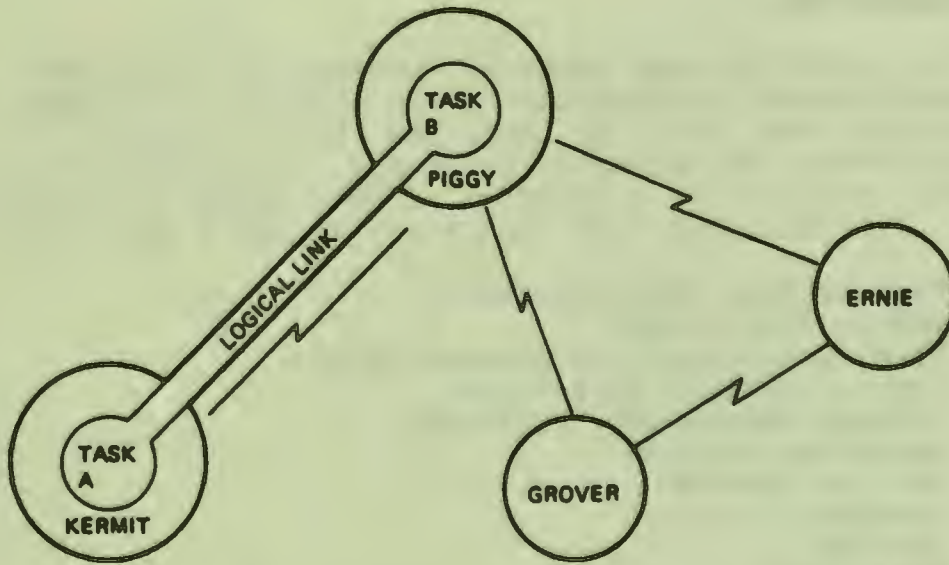 TASK
B
PIGGY
LOGICAL LINK
ERNIE
TASK
A
KERMIT
GROVER